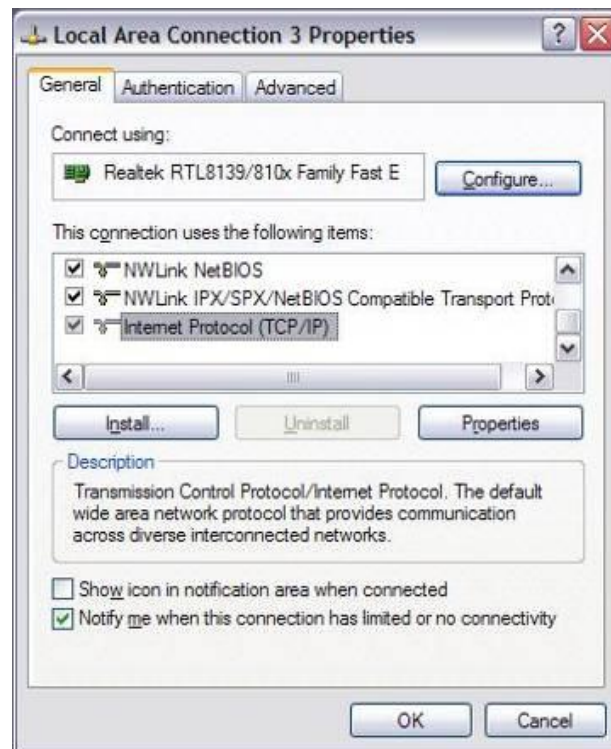 Local Area Connection 3 Properties
General Authentication Advanced
Connect using:
Realtek RTL8139/810x Family Fast E
Configure...
This connection uses the following items:
NWLink NetBIOS
NWLink IPX/SPX/NetBIOS Compatible Transport Prot
Internet Protocol (TCP/IP)
Install... Uninstall Properties
Description
Transmission Control Protocol/Internet Protocol. The default
wide area network protocol that provides communication
across diverse interconnected networks.
Show icon in notification area when connected
Notify me when this connection has limited or no connectivity
OK Cancel